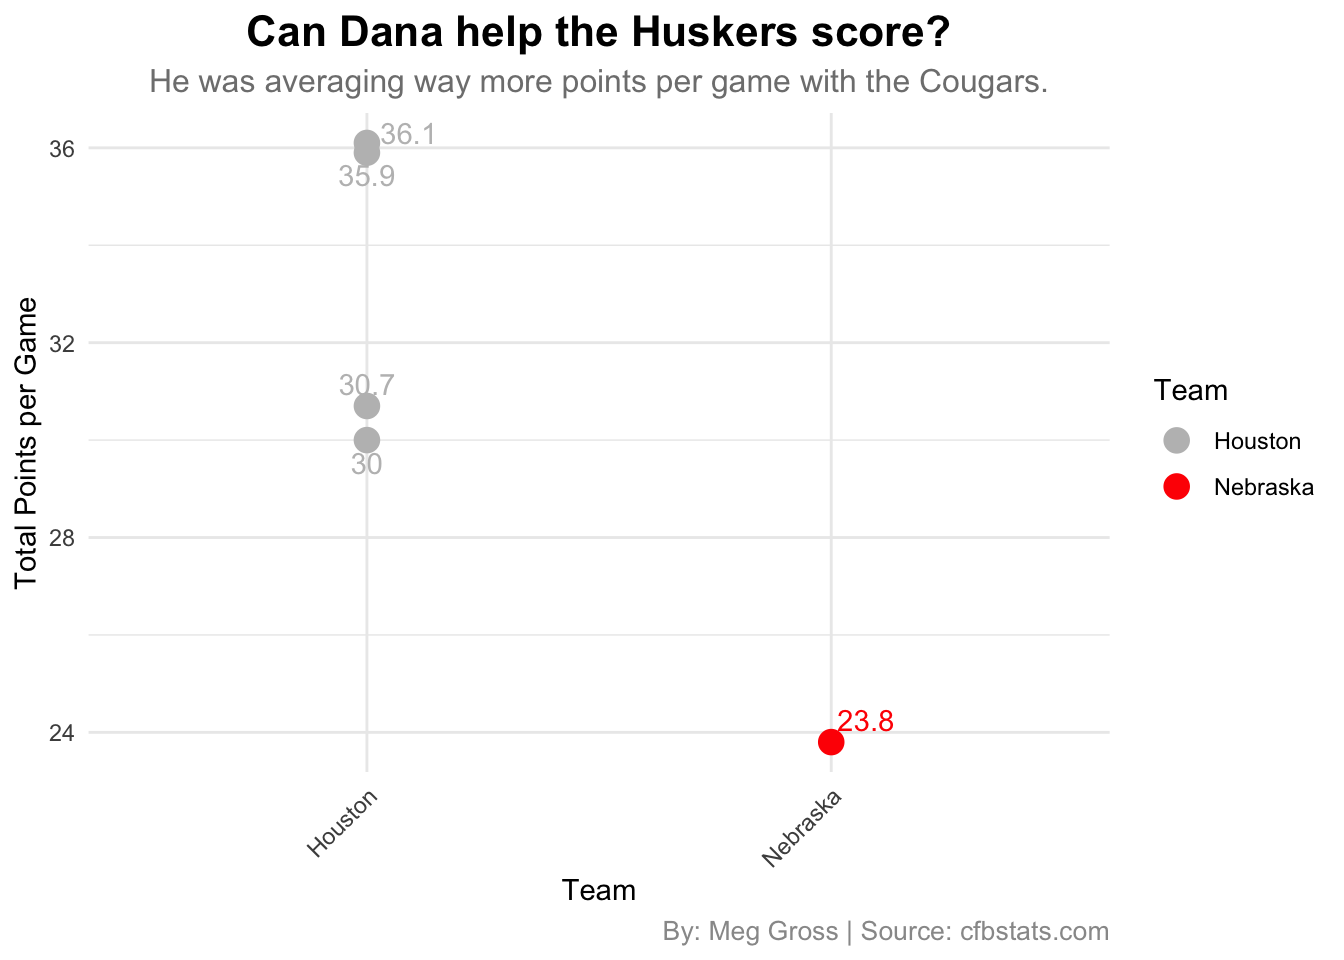 Can Dana help the Huskers score?
He was averaging way more points per game with the Cougars.
36.1
36
35.9
32
30.7
30
28
24
23.8
Total Points per Game
Houston
Nebraska
Team
Team
Houston
Nebraska
By: Meg Gross | Source: cfbstats.com